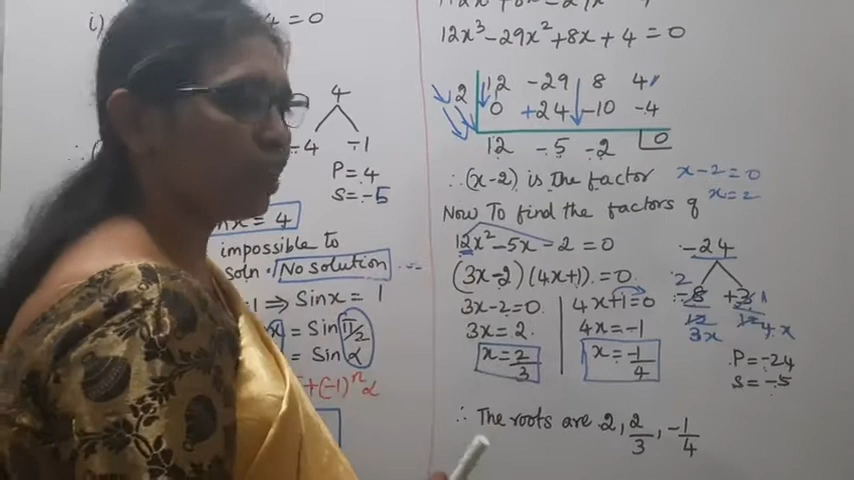 i)
4 = 0
4
-4 -1
P = 4
S = -5
sinx = 4
impossible to
soln. No solution
1 ⇒ Sinx = 1
= Sin π/2
= Sin α
+ (-1)ⁿ α
12x³ - 29x² + 8x + 4 = 0
2 | 12 -29 8 4
0 +24 -10 -4
12 -5 -2 0
∴ (x-2) is the factor x-2=0
x=2
Now To find the factors of
12x² - 5x - 2 = 0
(3x-2)(4x+1) = 0
3x-2=0. 4x+1=0
3x = 2. 4x = -1
x = 2/3 x = -1/4
-24
2 -8 +3 1
12 12
3x 4x
P = -24
S = -5
∴ The roots are 2, 2/3, -1/4